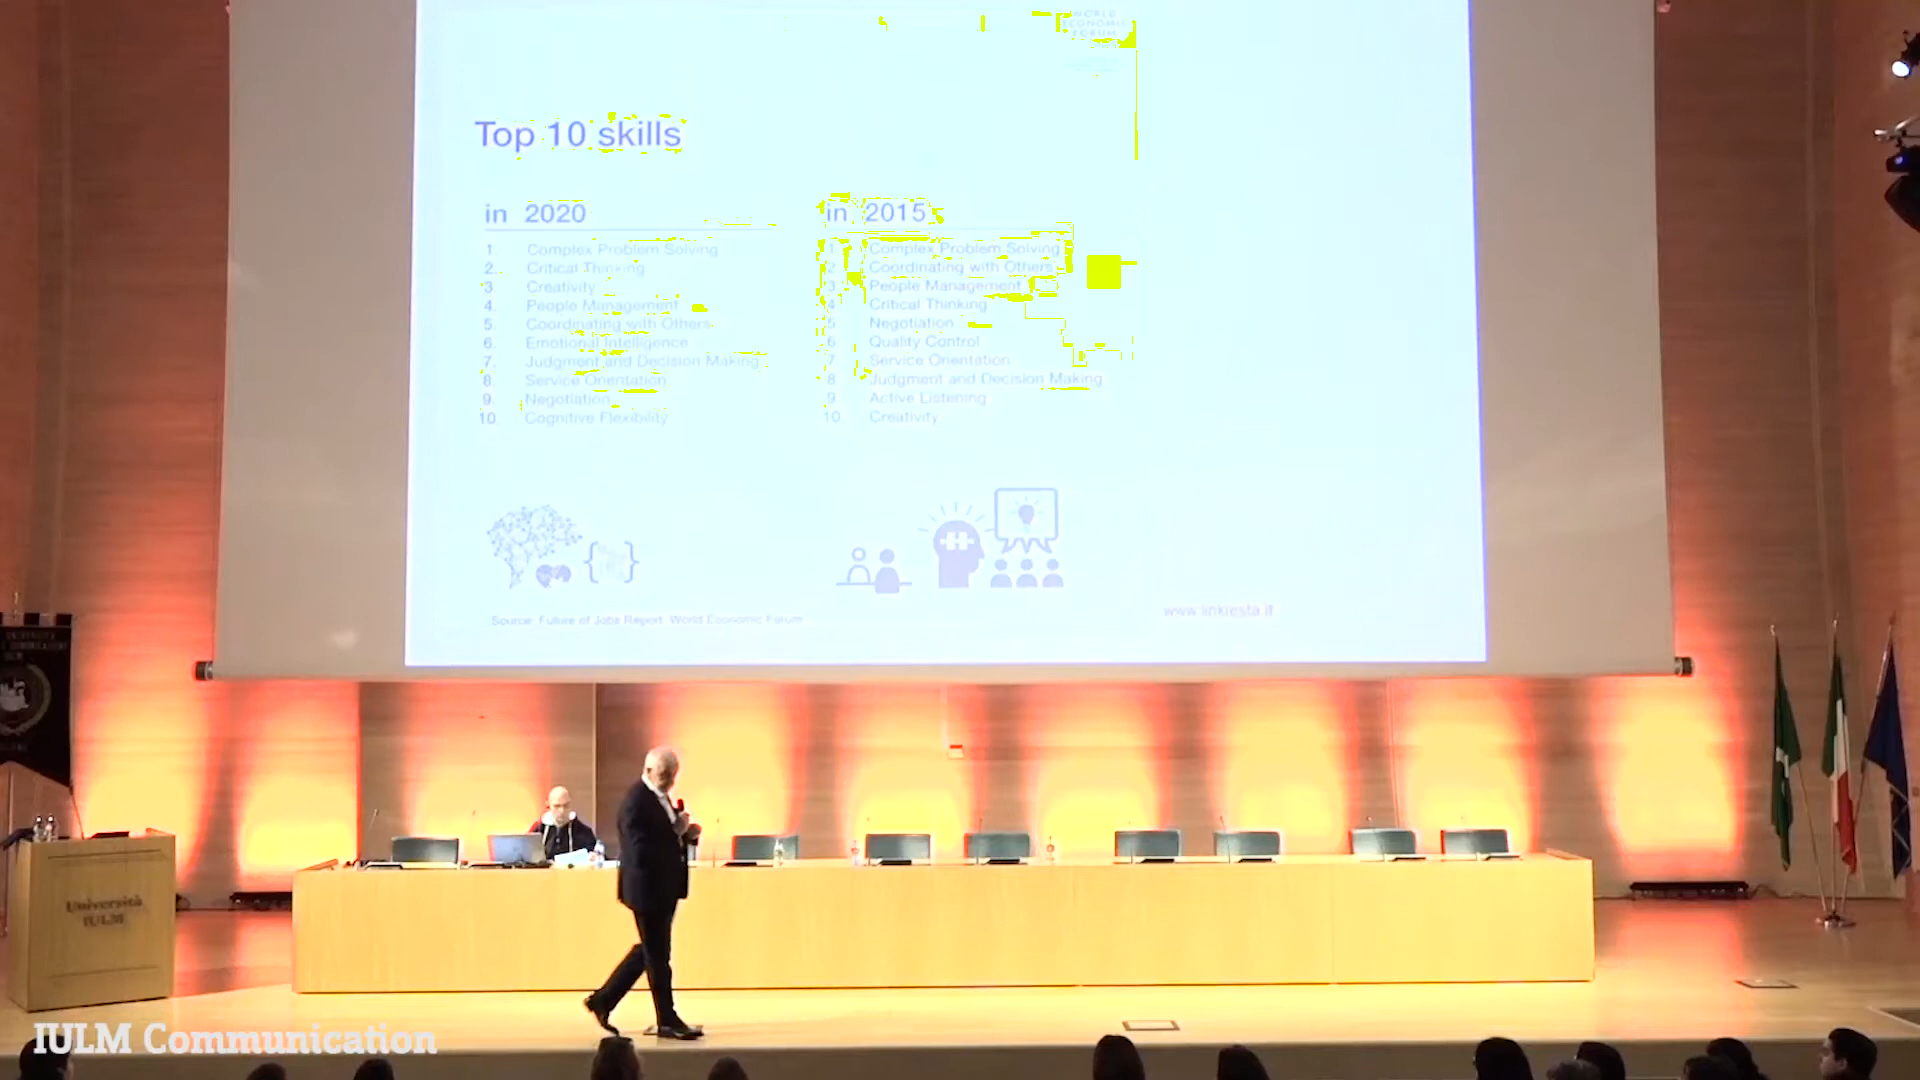 WORLD
ECONOMIC
FORUM
Top 10 skills
in 2020
1 Complex Problem Solving
2. Critical Thinking
3 Creativity
4. People Management
5. Coordinating with Others
6. Emotional Intelligence
7. Judgment and Decision Making
8. Service Orientation
9. Negotiation
10. Cognitive Flexibility
in 2015
1 Complex Problem Solving
2 Coordinating with Others
3 People Management
4 Critical Thinking
5 Negotiation
6 Quality Control
7 Service Orientation
8 Judgment and Decision Making
9 Active Listening
10 Creativity
Source: Future of Jobs Report, World Economic Forum
www.linkiesta.it
Università
IULM
IULM Communication